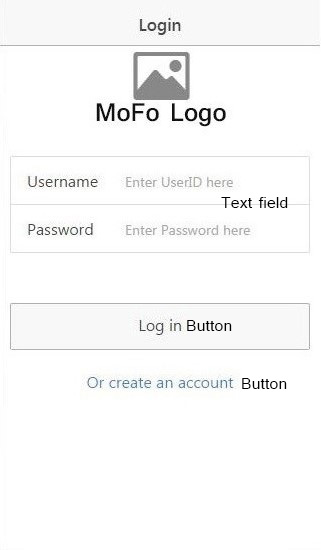 Login
MoFo Logo
Username Enter UserID here
Text field
Password Enter Password here
Log in Button
Or create an account Button